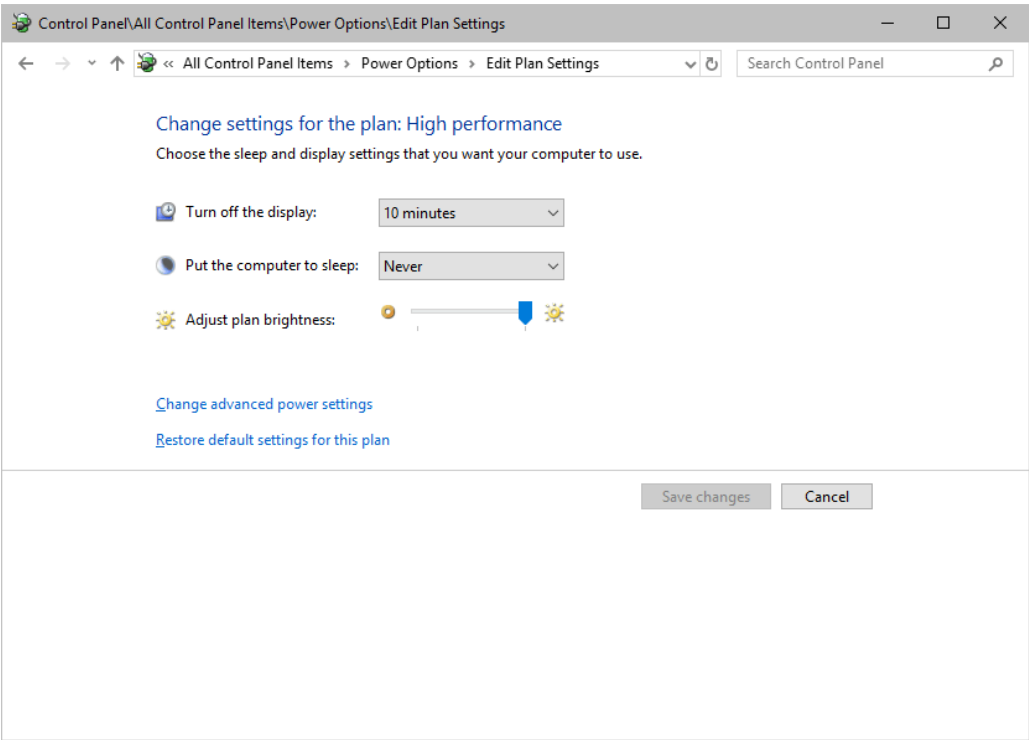 Control Panel\All Control Panel Items\Power Options\Edit Plan Settings
« All Control Panel Items > Power Options > Edit Plan Settings
Search Control Panel
Change settings for the plan: High performance
Choose the sleep and display settings that you want your computer to use.
Turn off the display: 10 minutes
Put the computer to sleep: Never
Adjust plan brightness:
Change advanced power settings
Restore default settings for this plan
Save changes Cancel